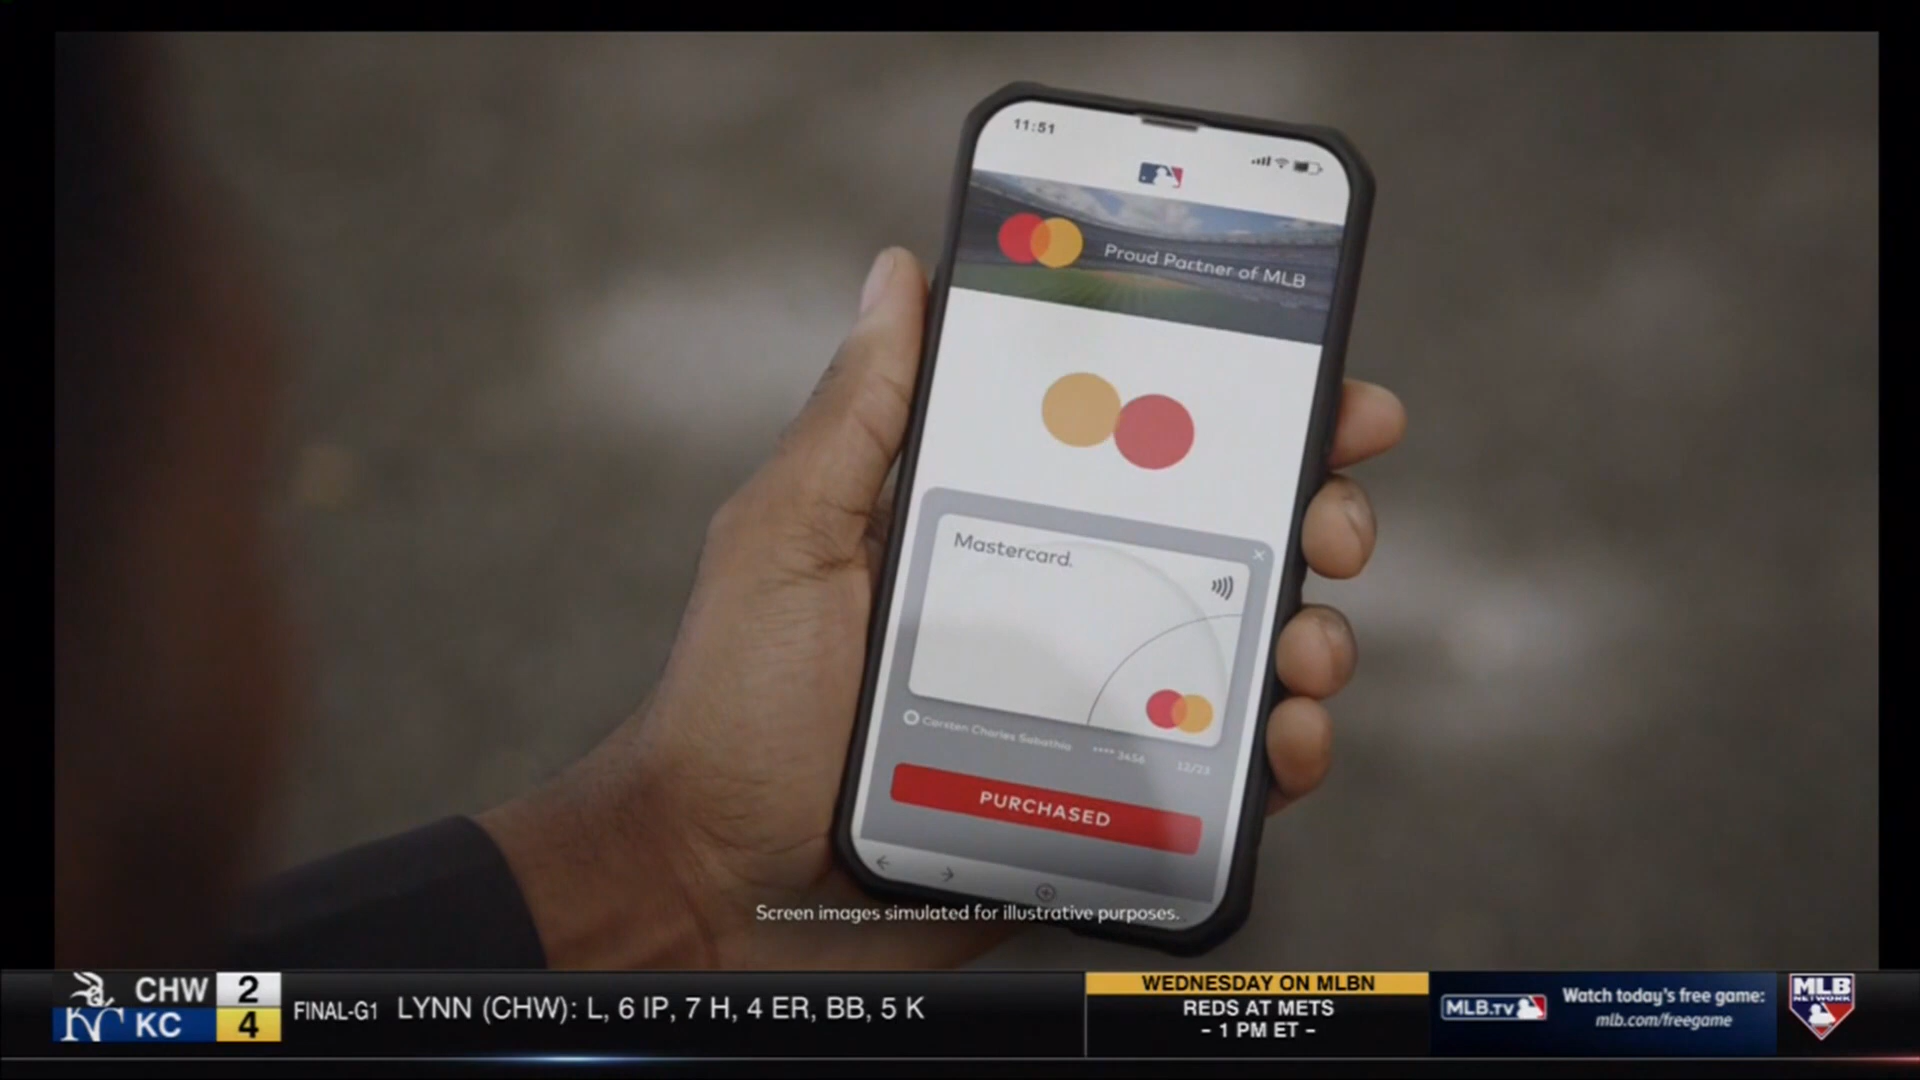 11:51
Proud Partner of MLB
Mastercard.
Carsten Charles Sabathia •••• 3456 12/23
PURCHASED
Screen images simulated for illustrative purposes.
CHW 2
KC 4
FINAL-G1 LYNN (CHW): L, 6 IP, 7 H, 4 ER, BB, 5 K
WEDNESDAY ON MLBN
REDS AT METS
- 1 PM ET -
MLB.TV
Watch today's free game:
mlb.com/freegame
MLB
NETWORK